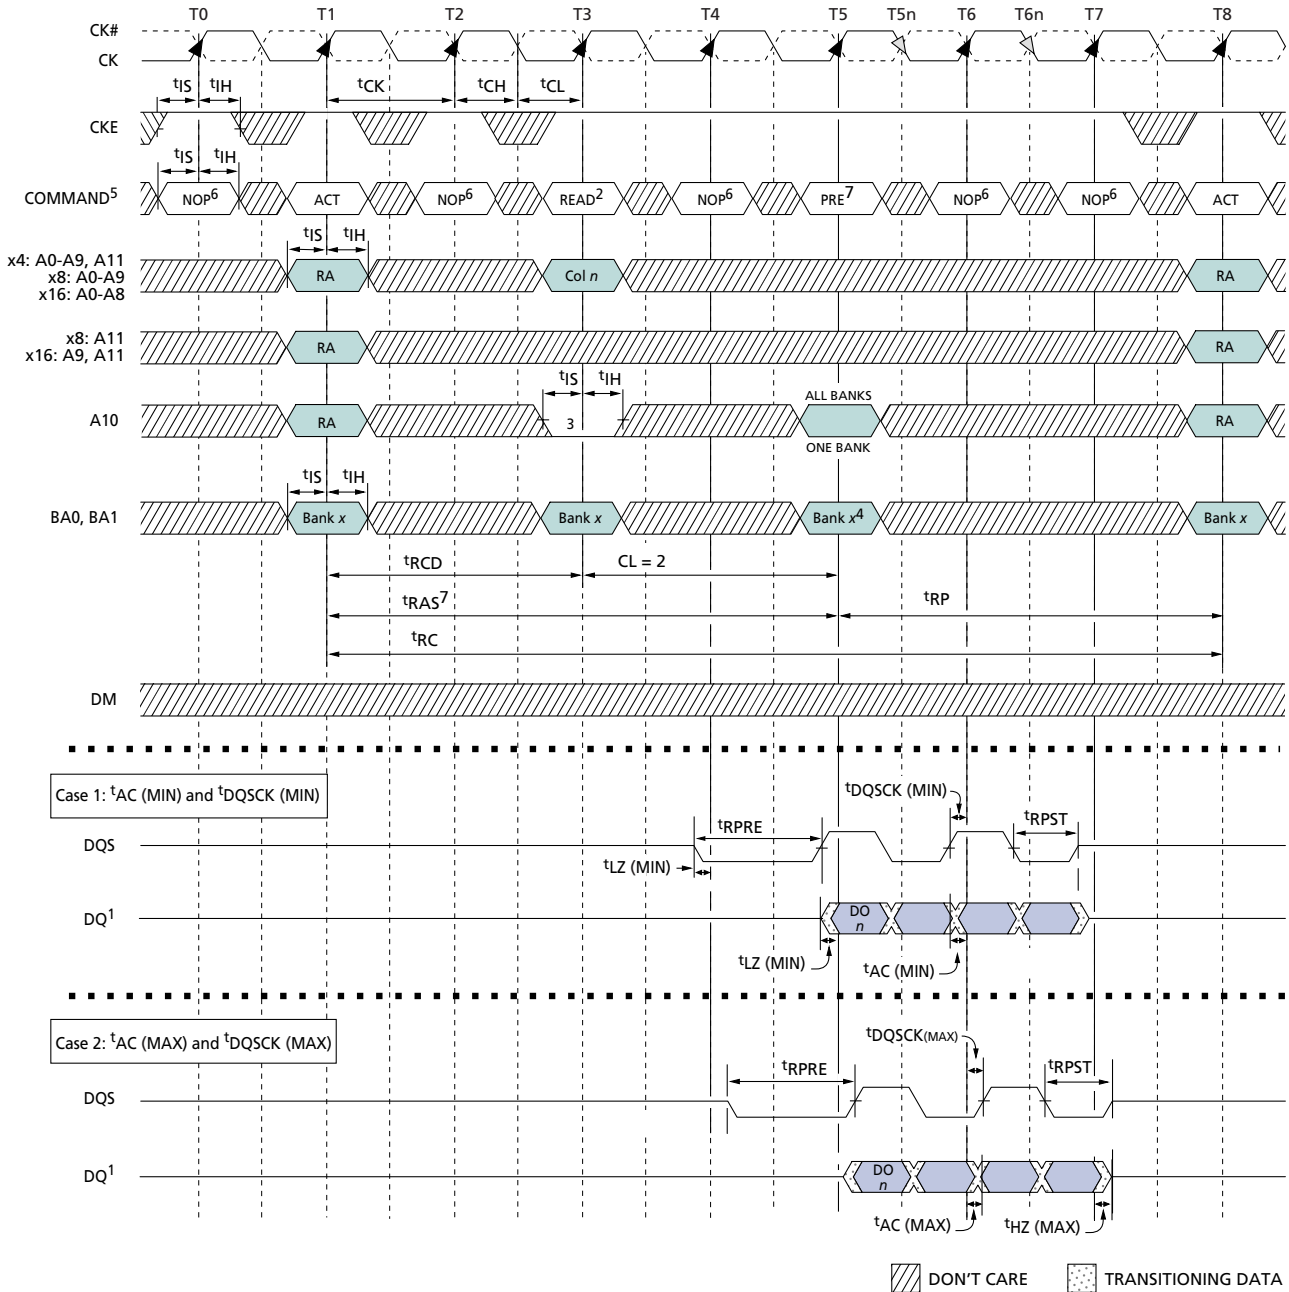 T0 T1 T2 T3 T4 T5 T5n T6 T6n T7 T8
CK#
CK
tIS tIH tCK tCH tCL
CKE
tIS tIH
COMMAND5 NOP6 ACT NOP6 READ2 NOP6 PRE7 NOP6 NOP6 ACT
tIS tIH
x4: A0-A9, A11
x8: A0-A9
x16: A0-A8
RA Col n RA
x8: A11
x16: A9, A11
RA RA
tIS tIH
ALL BANKS
A10 RA 3 RA
ONE BANK
tIS tIH
BA0, BA1 Bank x Bank x Bank x4 Bank x
tRCD CL = 2
tRAS7 tRP
tRC
DM
Case 1: tAC (MIN) and tDQSCK (MIN)
tDQSCK (MIN)
tRPRE tRPST
DQS
tLZ (MIN)
DQ1 DO
n
tLZ (MIN) tAC (MIN)
Case 2: tAC (MAX) and tDQSCK (MAX)
tDQSCK(MAX)
tRPRE tRPST
DQS
DQ1 DO
n
tAC (MAX) tHZ (MAX)
DON'T CARE TRANSITIONING DATA